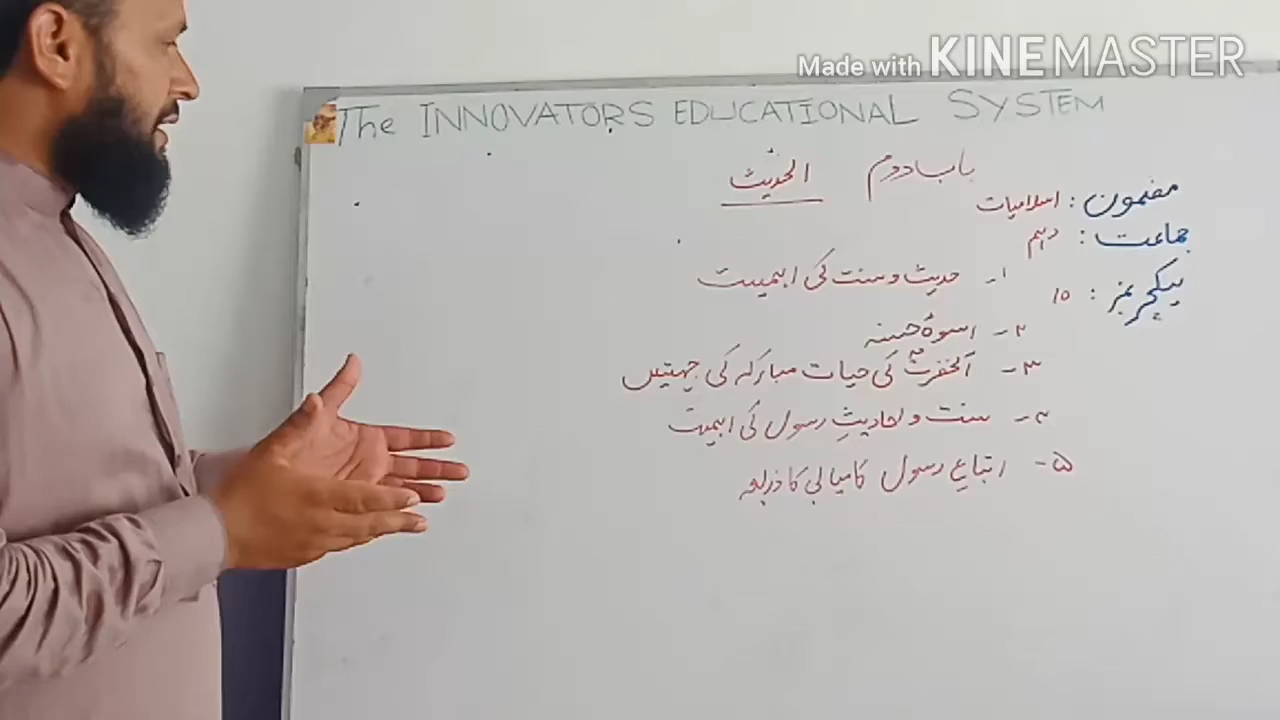 Made with KINEMASTER
The INNOVATORS EDUCATIONAL SYSTEM
باب دوم الحدیث
مضمون : اسلامیات
جماعت : دہم
لیکچر نمبر : ۱۵
۱۔ حدیث و سنت کی اہمیت
۲۔ اسوۂ حسنہ
۳۔ آنحضرتؐ کی حیات مبارکہ کی جہتیں
۴۔ سنت و احادیثِ رسول کی اہمیت
۵۔ اتباعِ رسول کامیابی کا ذریعہ